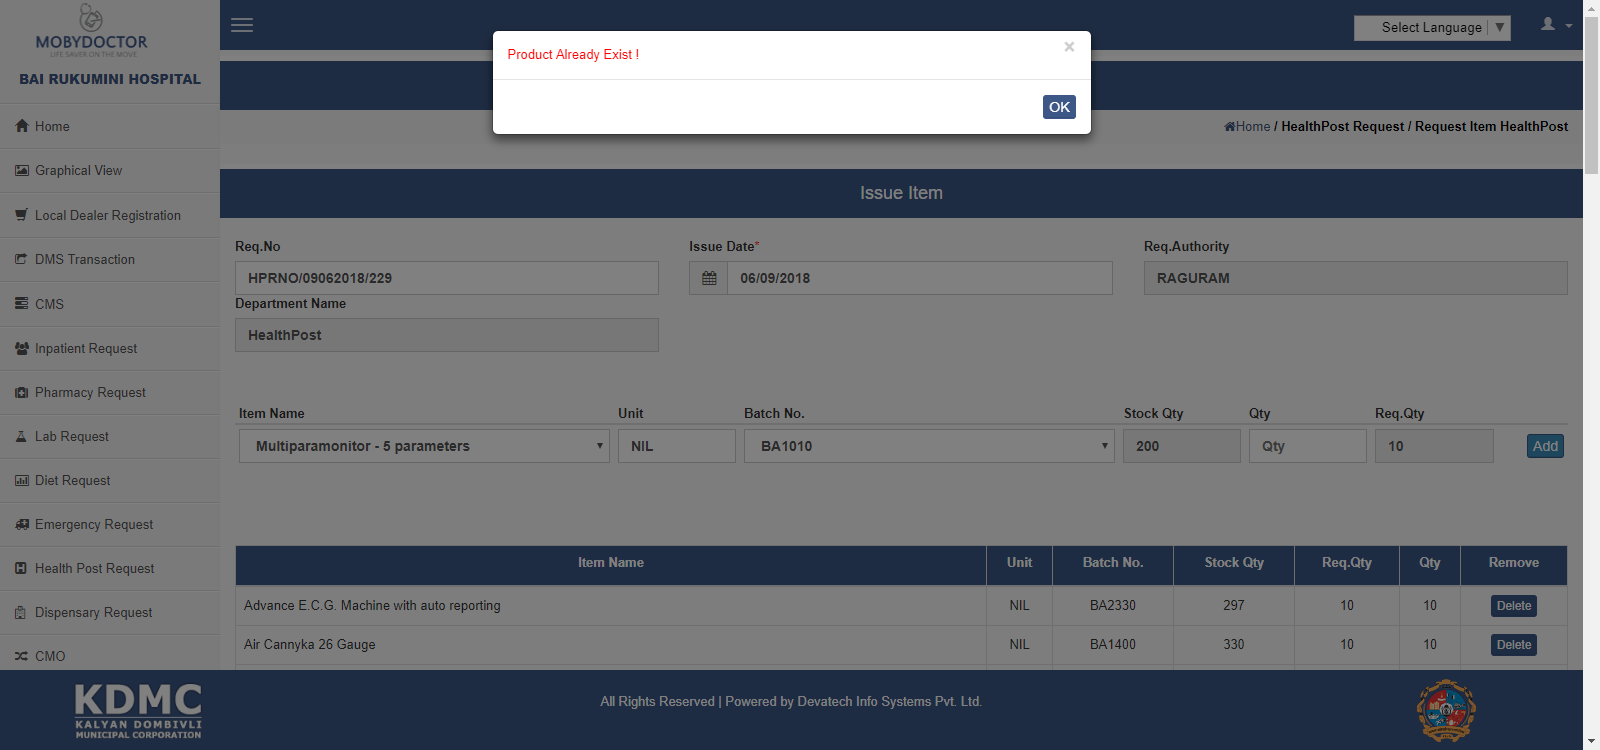 MOBYDOCTOR
LIFE SAVER ON THE MOVE
BAI RUKUMINI HOSPITAL
Home
Graphical View
Local Dealer Registration
DMS Transaction
CMS
Inpatient Request
Pharmacy Request
Lab Request
Diet Request
Emergency Request
Health Post Request
Dispensary Request
CMO
Select Language ▼
Product Already Exist !
×
OK
Home / HealthPost Request / Request Item HealthPost
Issue Item
Req.No Issue Date* Req.Authority
HPRNO/09062018/229 06/09/2018 RAGURAM
Department Name
HealthPost
Item Name Unit Batch No. Stock Qty Qty Req.Qty
Multiparamonitor - 5 parameters NIL BA1010 200 Qty 10 Add
Item Name Unit Batch No. Stock Qty Req.Qty Qty Remove
Advance E.C.G. Machine with auto reporting NIL BA2330 297 10 10 Delete
Air Cannyka 26 Gauge NIL BA1400 330 10 10 Delete
KDMC
KALYAN DOMBIVLI
MUNICIPAL CORPORATION
All Rights Reserved | Powered by Devatech Info Systems Pvt. Ltd.